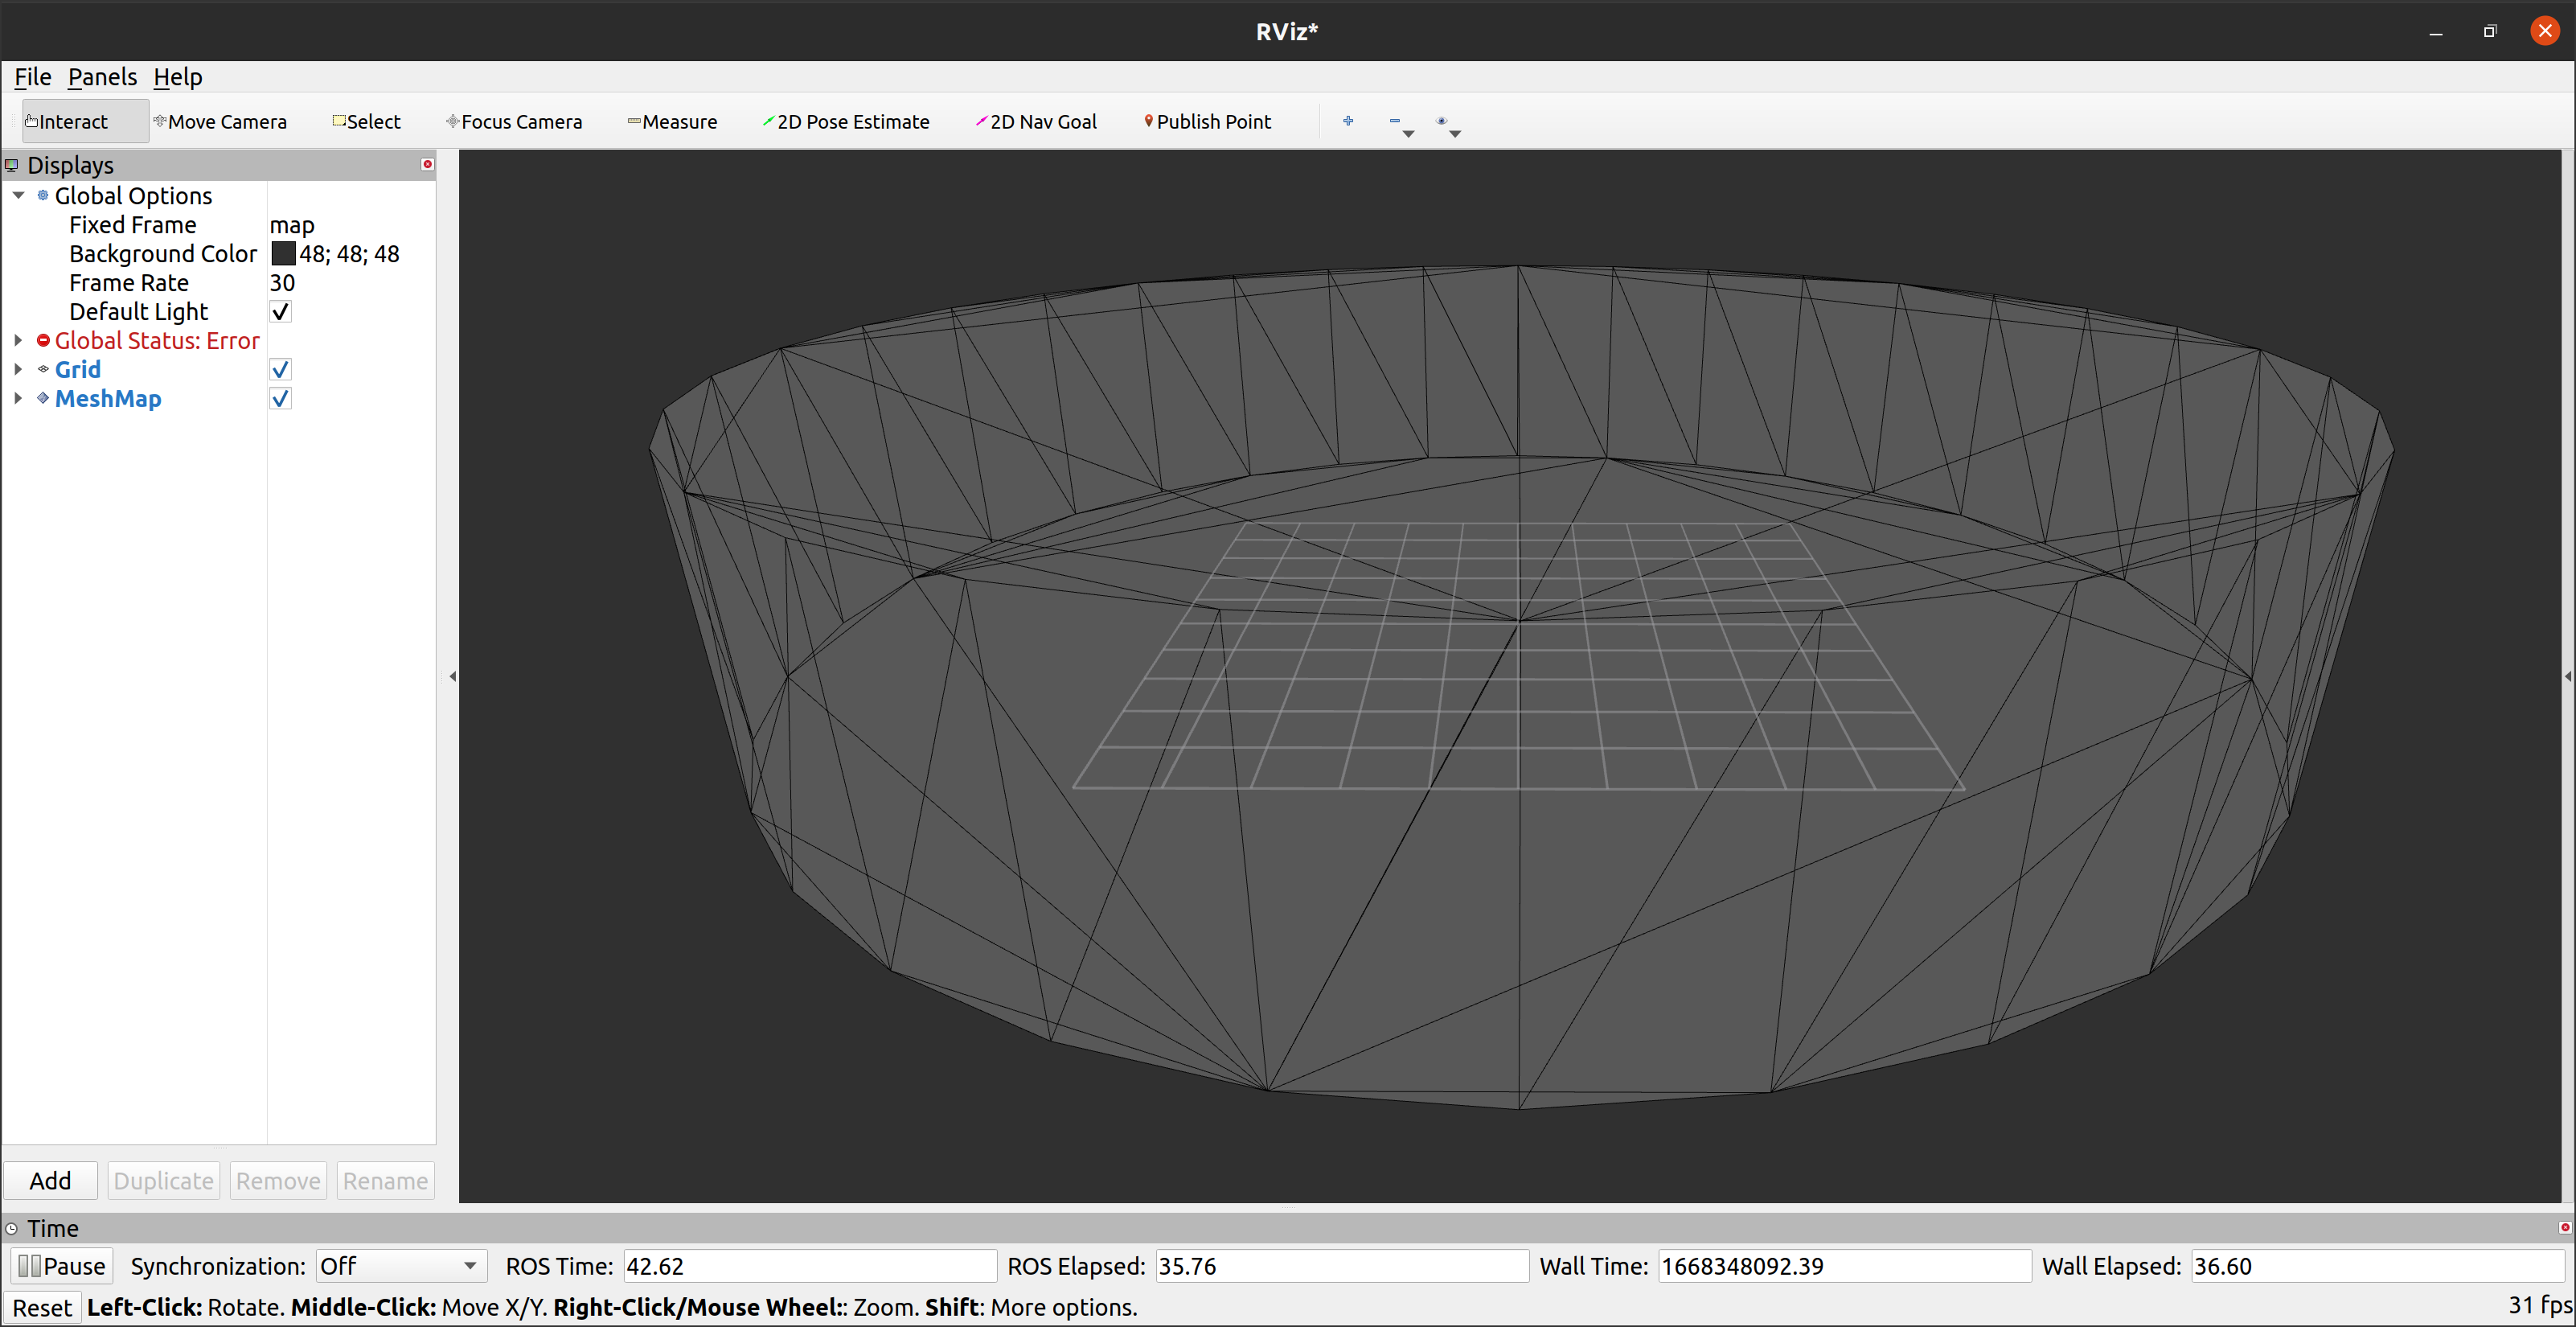 RViz*
File Panels Help
Interact Move Camera Select Focus Camera Measure 2D Pose Estimate 2D Nav Goal Publish Point
Displays
Global Options
Fixed Frame map
Background Color 48; 48; 48
Frame Rate 30
Default Light
Global Status: Error
Grid
MeshMap
Add Duplicate Remove Rename
Time
Pause Synchronization: Off ROS Time: 42.62 ROS Elapsed: 35.76 Wall Time: 1668348092.39 Wall Elapsed: 36.60
Reset Left-Click: Rotate. Middle-Click: Move X/Y. Right-Click/Mouse Wheel:: Zoom. Shift: More options. 31 fps